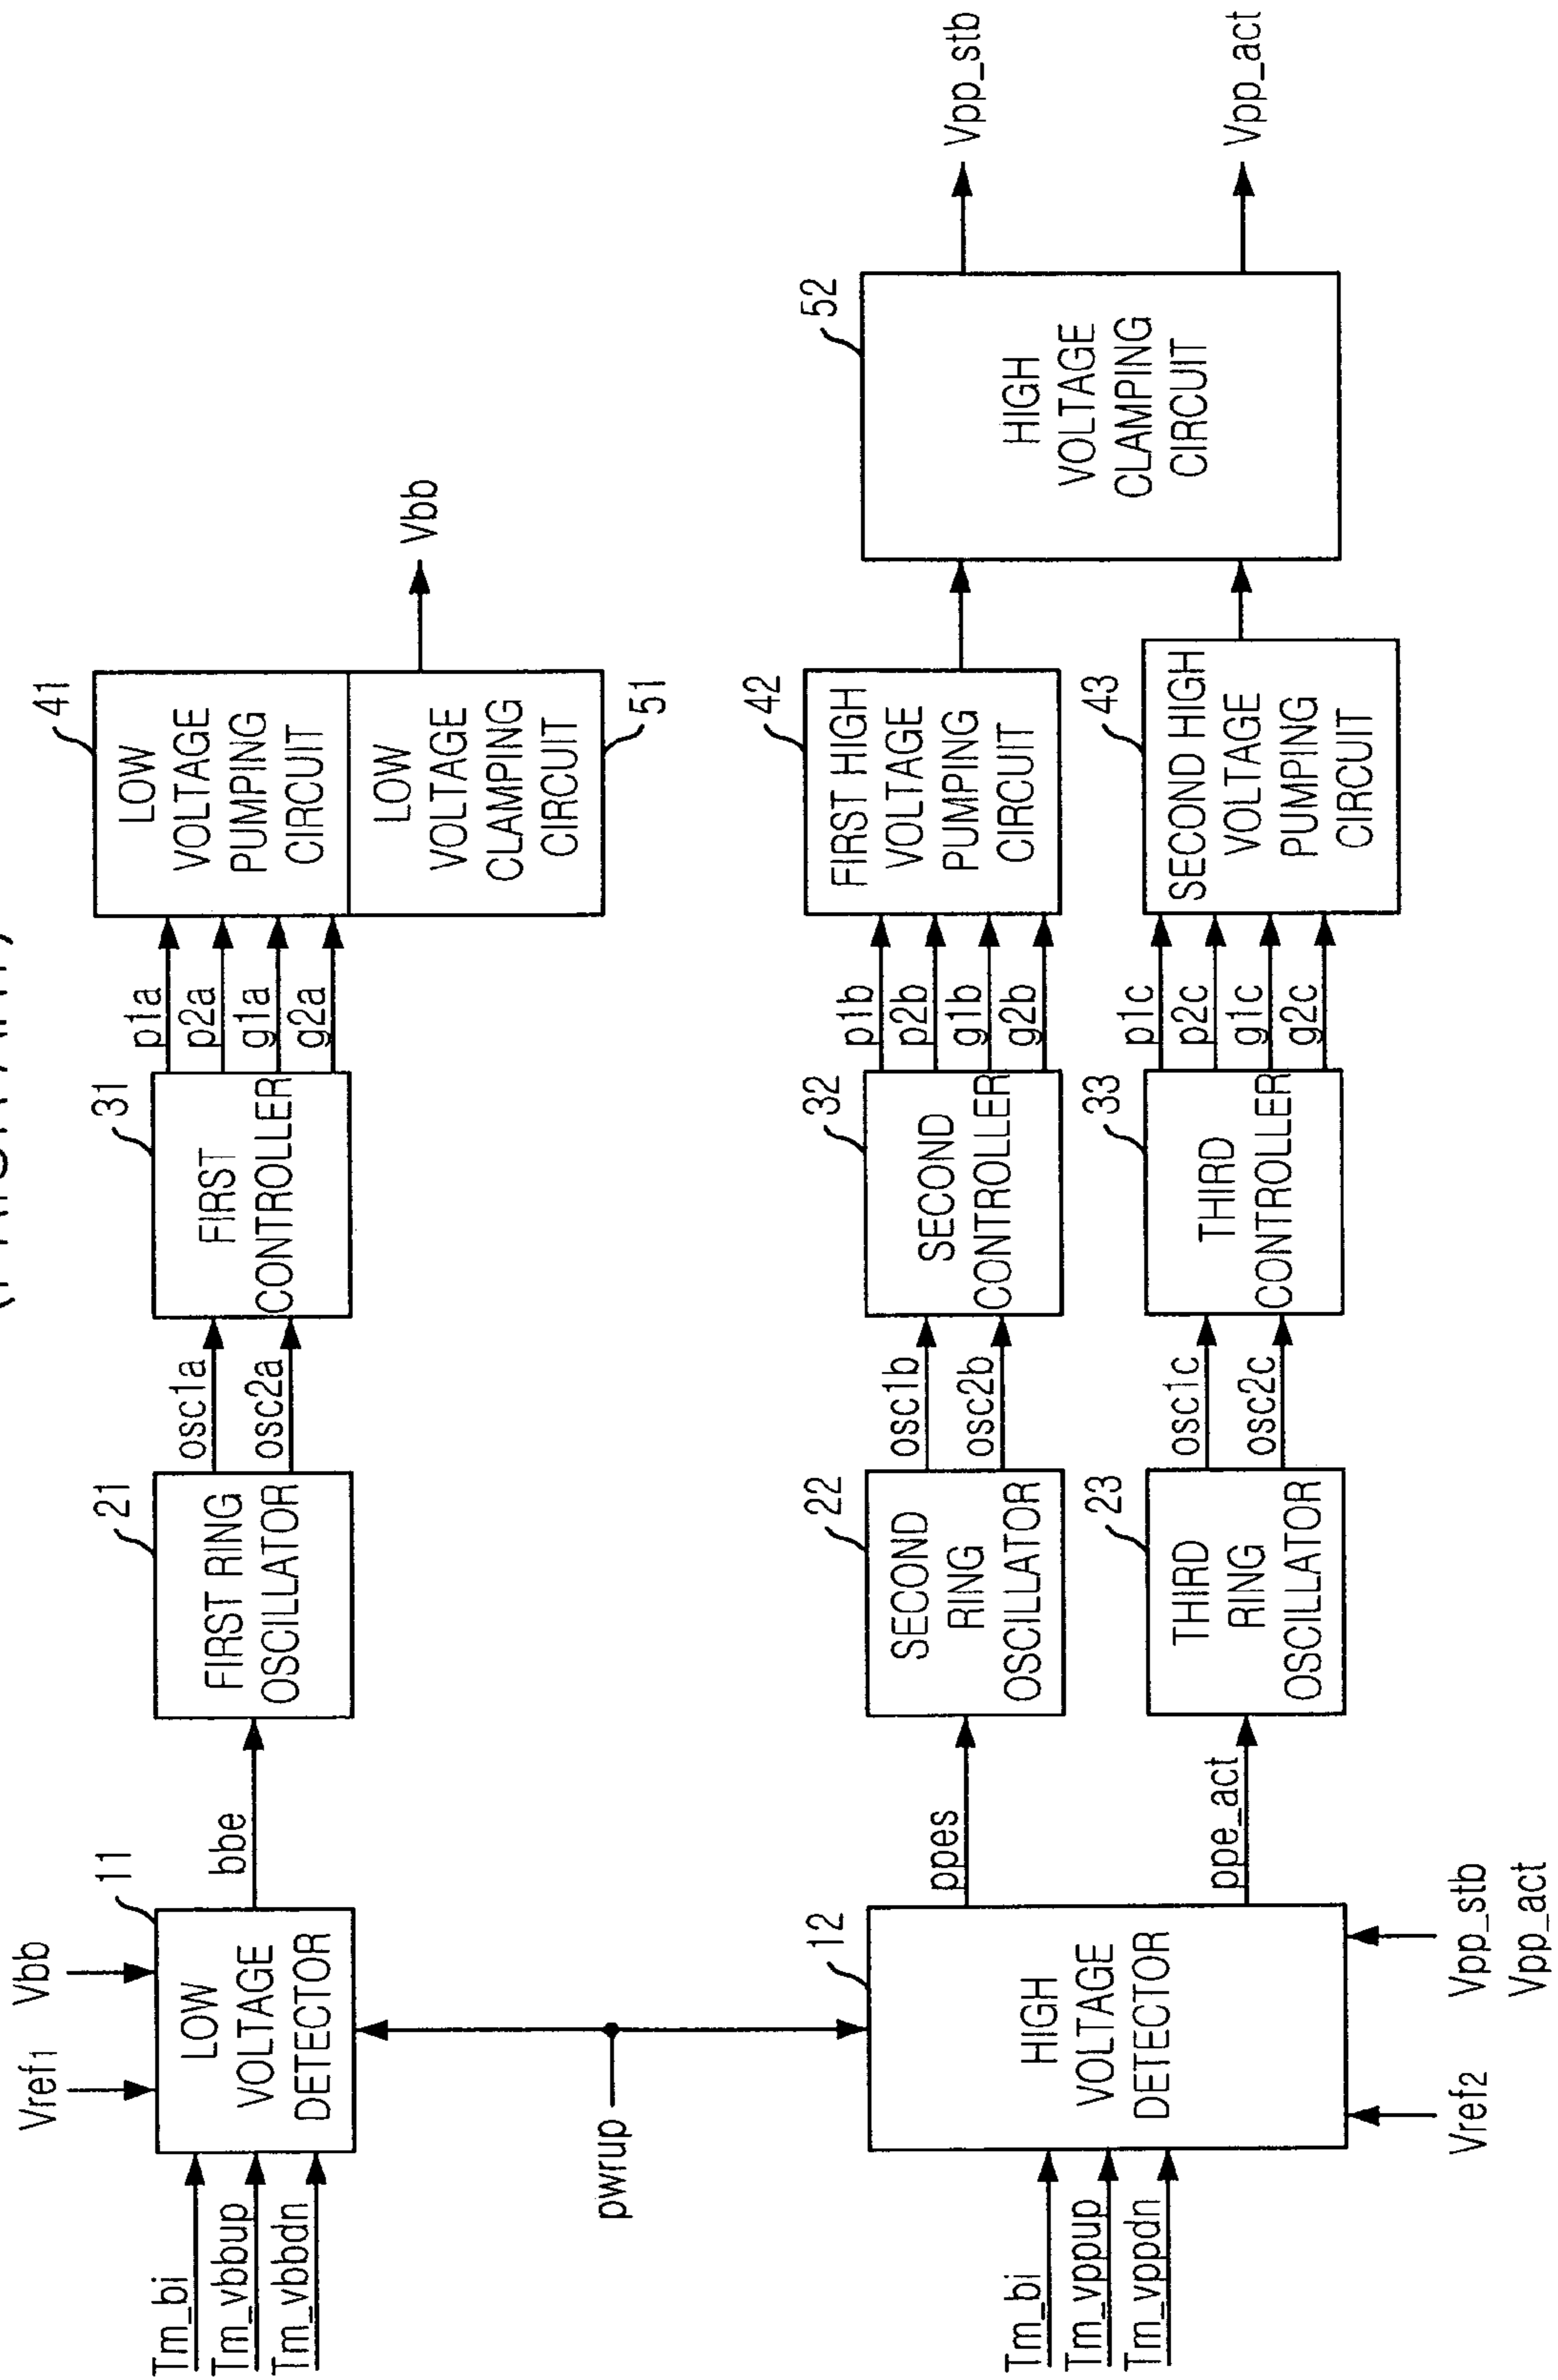 (PRIOR ART)
Vref1
Vbb
11
Tm_bi
Tm_vbbup
Tm_vbbdn
LOW
VOLTAGE
DETECTOR
bbe
21
FIRST RING
OSCILLATOR
osc1a
osc2a
31
FIRST
CONTROLLER
p1a
p2a
g1a
g2a
41
LOW
VOLTAGE
PUMPING
CIRCUIT
LOW
VOLTAGE
CLAMPING
CIRCUIT
51
Vbb
pwrup
12
Tm_bi
Tm_vppup
Tm_vppdn
HIGH
VOLTAGE
DETECTOR
Vref2
Vpp_stb
Vpp_act
ppes
ppe_act
22
SECOND
RING
OSCILLATOR
osc1b
osc2b
32
SECOND
CONTROLLER
p1b
p2b
g1b
g2b
42
FIRST HIGH
VOLTAGE
PUMPING
CIRCUIT
23
THIRD
RING
OSCILLATOR
osc1c
osc2c
33
THIRD
CONTROLLER
p1c
p2c
g1c
g2c
43
SECOND HIGH
VOLTAGE
PUMPING
CIRCUIT
52
HIGH
VOLTAGE
CLAMPING
CIRCUIT
Vpp_stb
Vpp_act